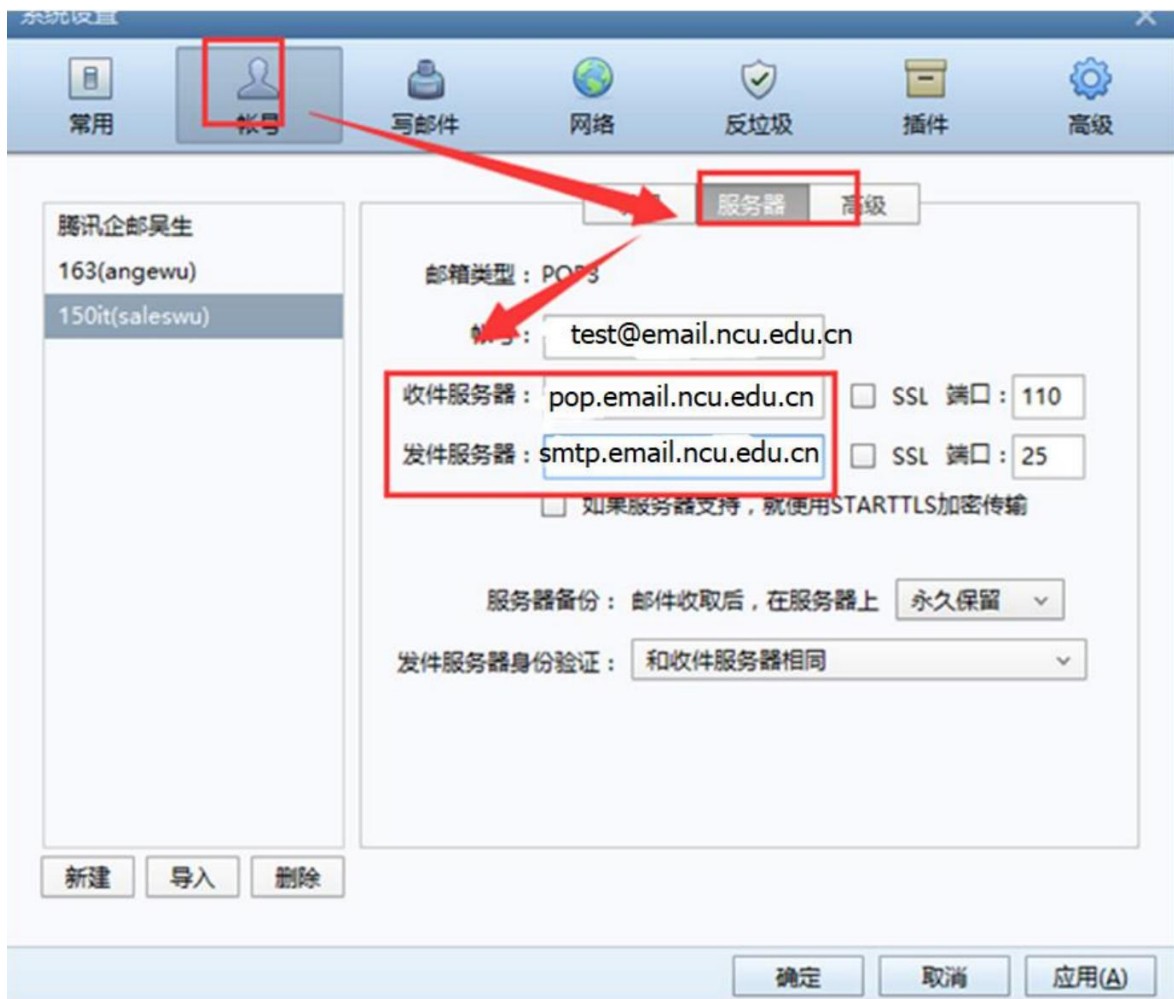 系统设置
常用 帐号 写邮件 网络 反垃圾 插件 高级
服务器 高级
腾讯企邮吴生
163(angewu)
150it(saleswu)
邮箱类型：POP3
帐号： test@email.ncu.edu.cn
收件服务器： pop.email.ncu.edu.cn SSL 端口： 110
发件服务器： smtp.email.ncu.edu.cn SSL 端口： 25
如果服务器支持，就使用STARTTLS加密传输
服务器备份： 邮件收取后，在服务器上 永久保留
发件服务器身份验证： 和收件服务器相同
新建 导入 删除
确定 取消 应用(A)